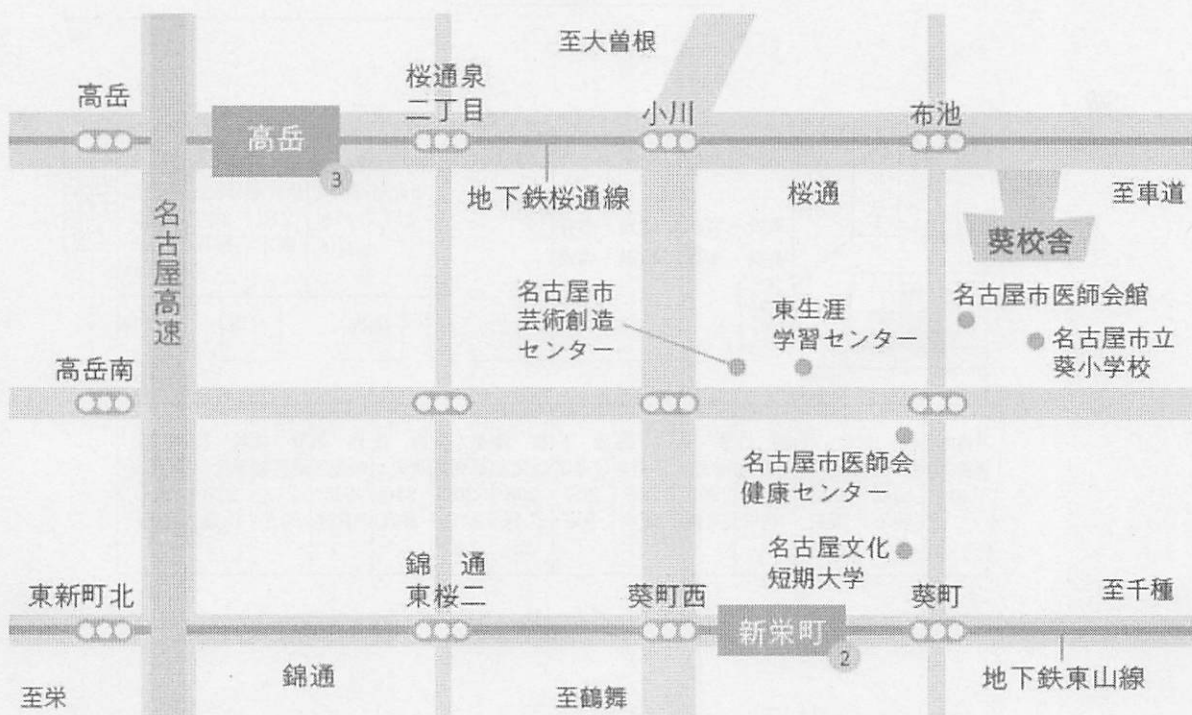 至大曽根
高岳
桜通泉
二丁目
小川
布池
高岳
3
地下鉄桜通線
桜通
至車道
名古屋高速
葵校舎
名古屋市
芸術創造
センター
東生涯
学習センター
名古屋市医師会館
名古屋市立
葵小学校
高岳南
名古屋市医師会
健康センター
名古屋文化
短期大学
東新町北
錦通
東桜二
葵町西
新栄町
2
葵町
至千種
錦通
地下鉄東山線
至栄
至鶴舞